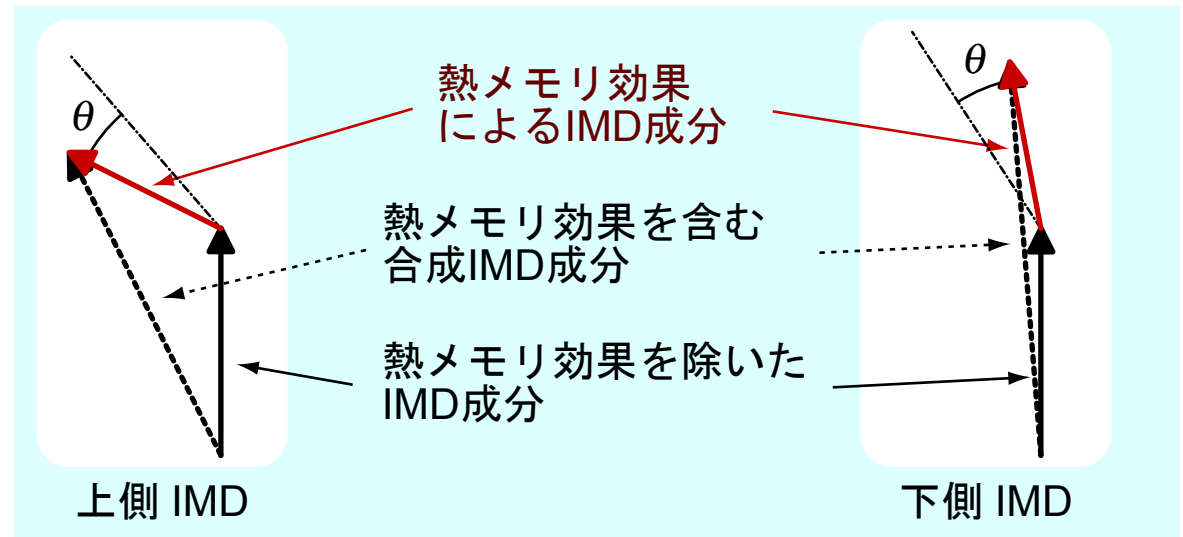 θ
θ
熱メモリ効果
によるIMD成分
熱メモリ効果を含む
合成IMD成分
熱メモリ効果を除いた
IMD成分
上側 IMD
下側 IMD